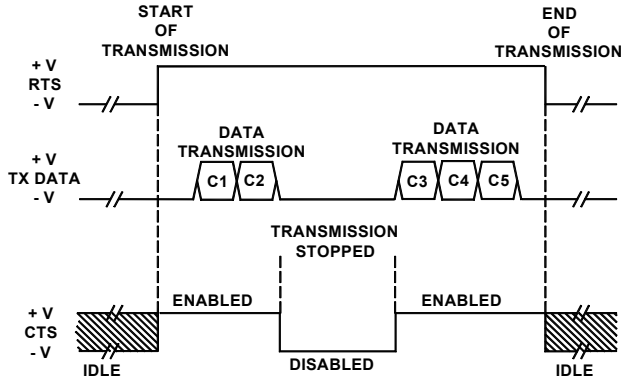 START
OF
TRANSMISSION
END
OF
TRANSMISSION
+ V
RTS
- V
DATA
TRANSMISSION
DATA
TRANSMISSION
+ V
TX DATA
- V
C1 C2 C3 C4 C5
TRANSMISSION
STOPPED
ENABLED ENABLED
+ V
CTS
- V
IDLE DISABLED IDLE